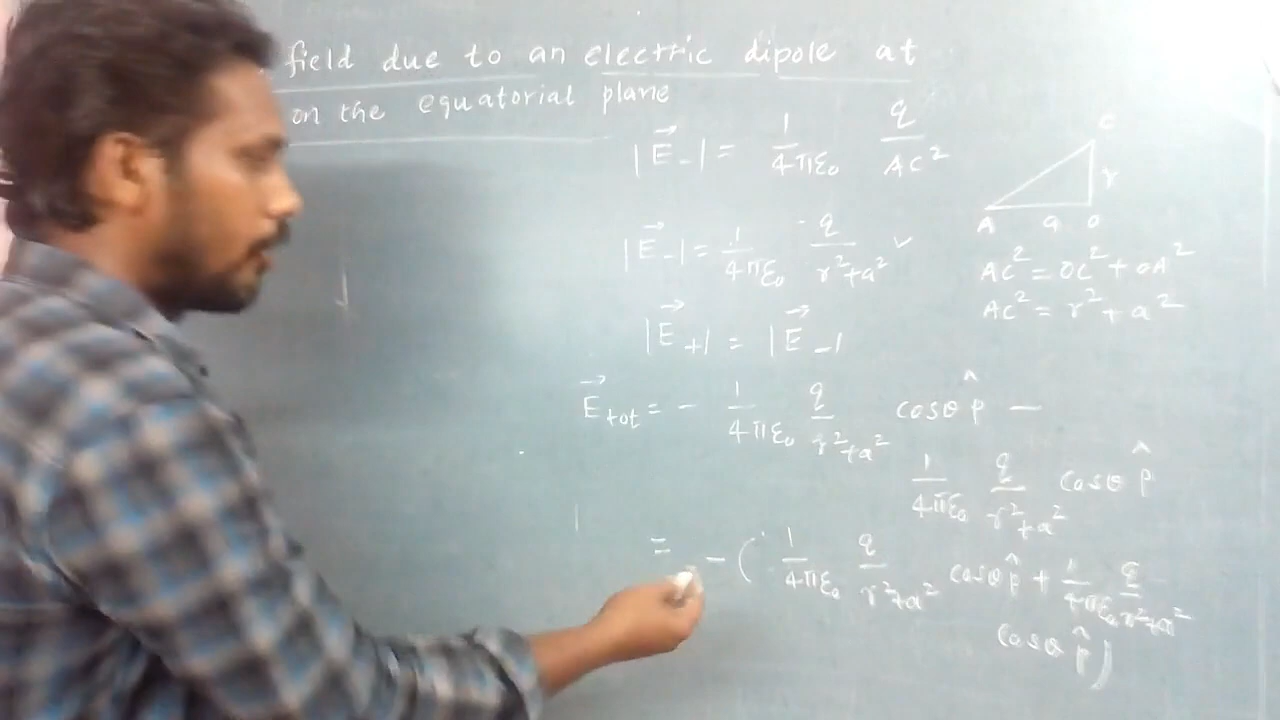 field due to an electric dipole at
on the equatorial plane
|E⃗₋| = 1/4πε₀ q/AC²
C
r
A a O
|E⃗₋| = 1/4πε₀ q/r²+a² ✓
AC² = OC² + OA²
AC² = r² + a²
|E⃗₊| = |E⃗₋|
E⃗tot = - 1/4πε₀ q/r²+a² cosθ p̂ -
1/4πε₀ q/r²+a² cosθ p̂
= - ( 1/4πε₀ q/r²+a² cosθ p̂ + 1/4πε₀ q/r²+a²
cosθ p̂ )